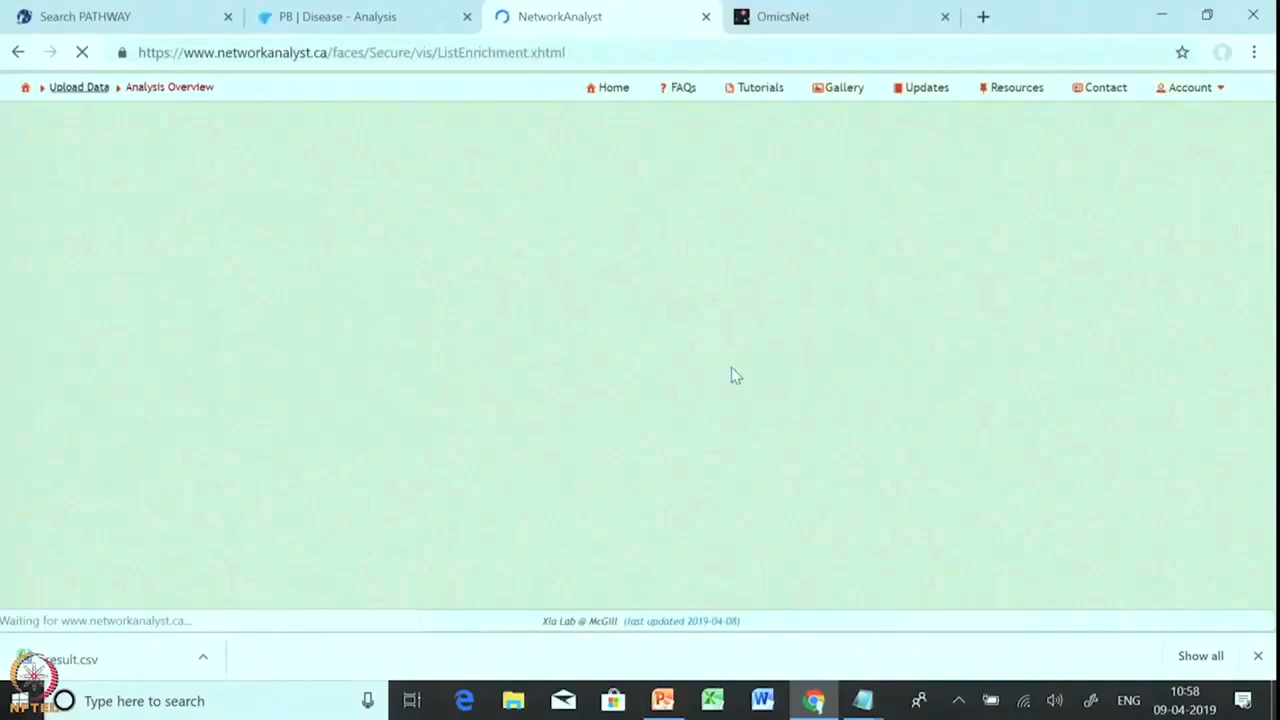 Search PATHWAY
PB | Disease - Analysis
NetworkAnalyst
OmicsNet
https://www.networkanalyst.ca/faces/Secure/vis/ListEnrichment.xhtml
Upload Data
Analysis Overview
Home
FAQs
Tutorials
Gallery
Updates
Resources
Contact
Account
Waiting for www.networkanalyst.ca...
Xia Lab @ McGill (last updated 2019-04-08)
result.csv
Show all
NPTEL
Type here to search
ENG
10:58
09-04-2019